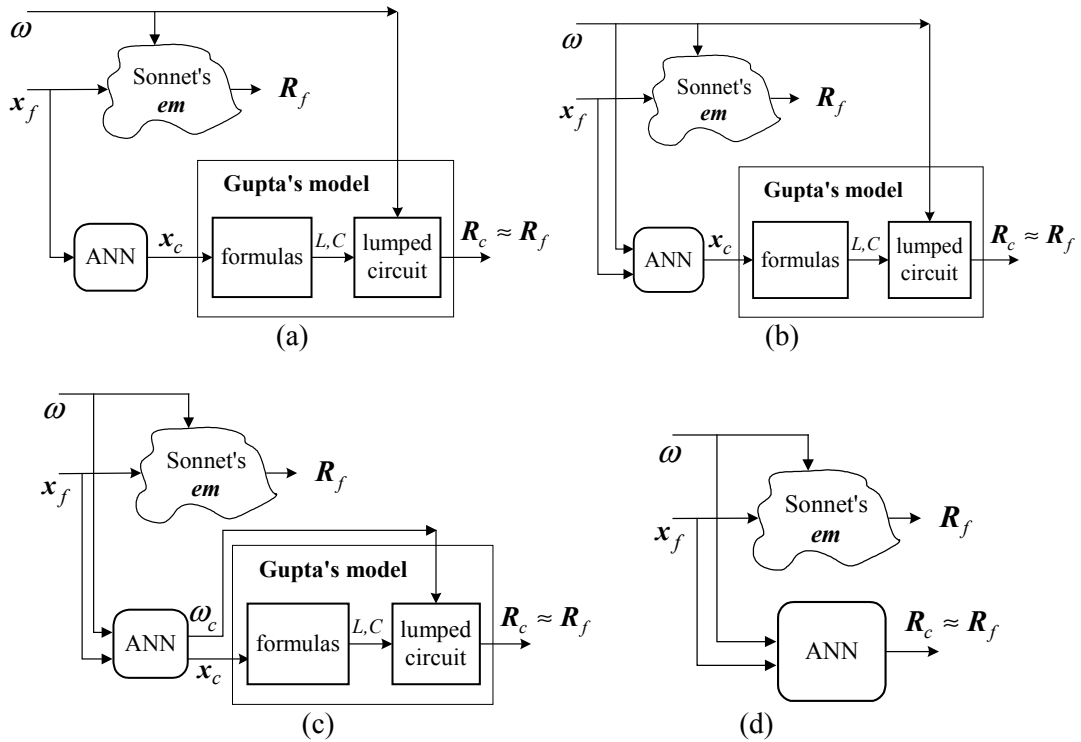 ω
x_f
Sonnet's
em
R_f
Gupta's model
ANN
x_c
formulas
L,C
lumped
circuit
R_c ≈ R_f
(a)
ω
x_f
Sonnet's
em
R_f
Gupta's model
ANN
x_c
formulas
L,C
lumped
circuit
R_c ≈ R_f
(b)
ω
x_f
Sonnet's
em
R_f
Gupta's model
ANN
ω_c
x_c
formulas
L,C
lumped
circuit
R_c ≈ R_f
(c)
ω
x_f
Sonnet's
em
R_f
ANN
R_c ≈ R_f
(d)